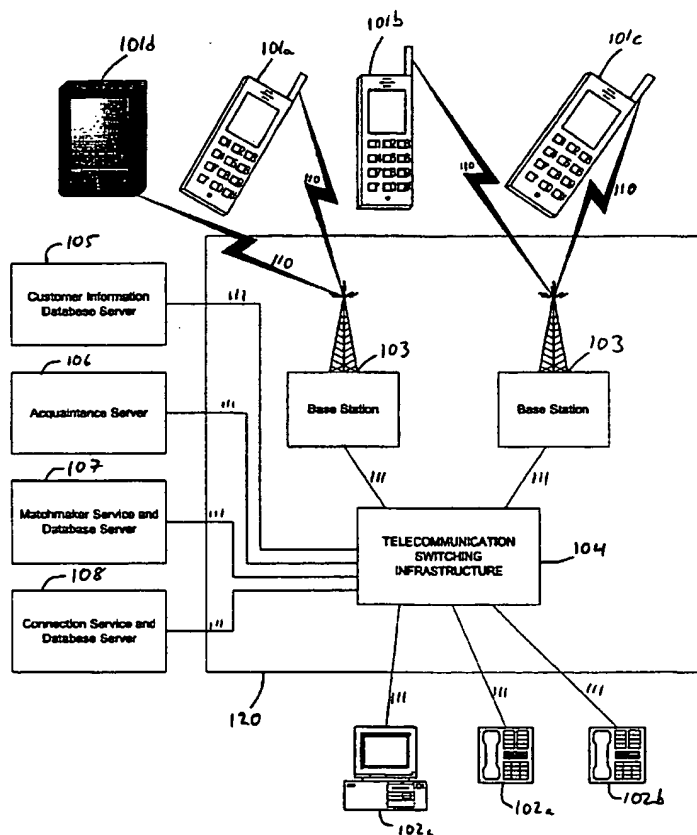 101d
101a
101b
101c
110
110
110
110
105
Customer Information
Database Server
111
106
Acquaintance Server
111
107
Matchmaker Service and
Database Server
111
108
Connection Service and
Database Server
111
103
Base Station
103
Base Station
111
111
TELECOMMUNICATION
SWITCHING
INFRASTRUCTURE
104
120
111
111
111
102c
102a
102b